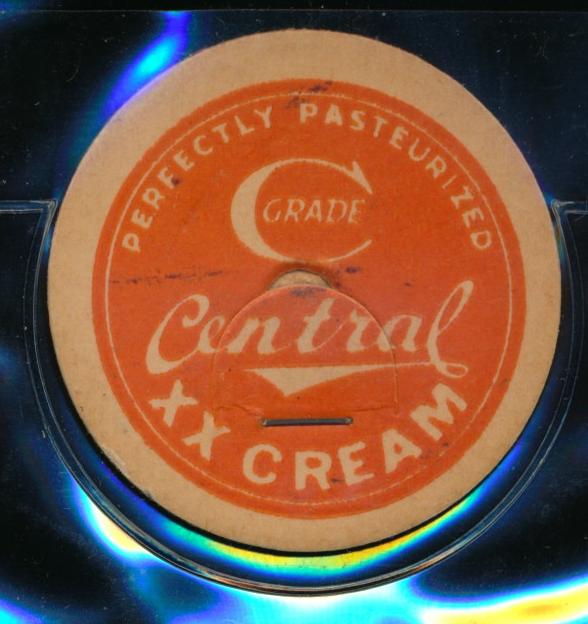 PERFECTLY PASTEURIZED
C
GRADE
Central
XX CREAM